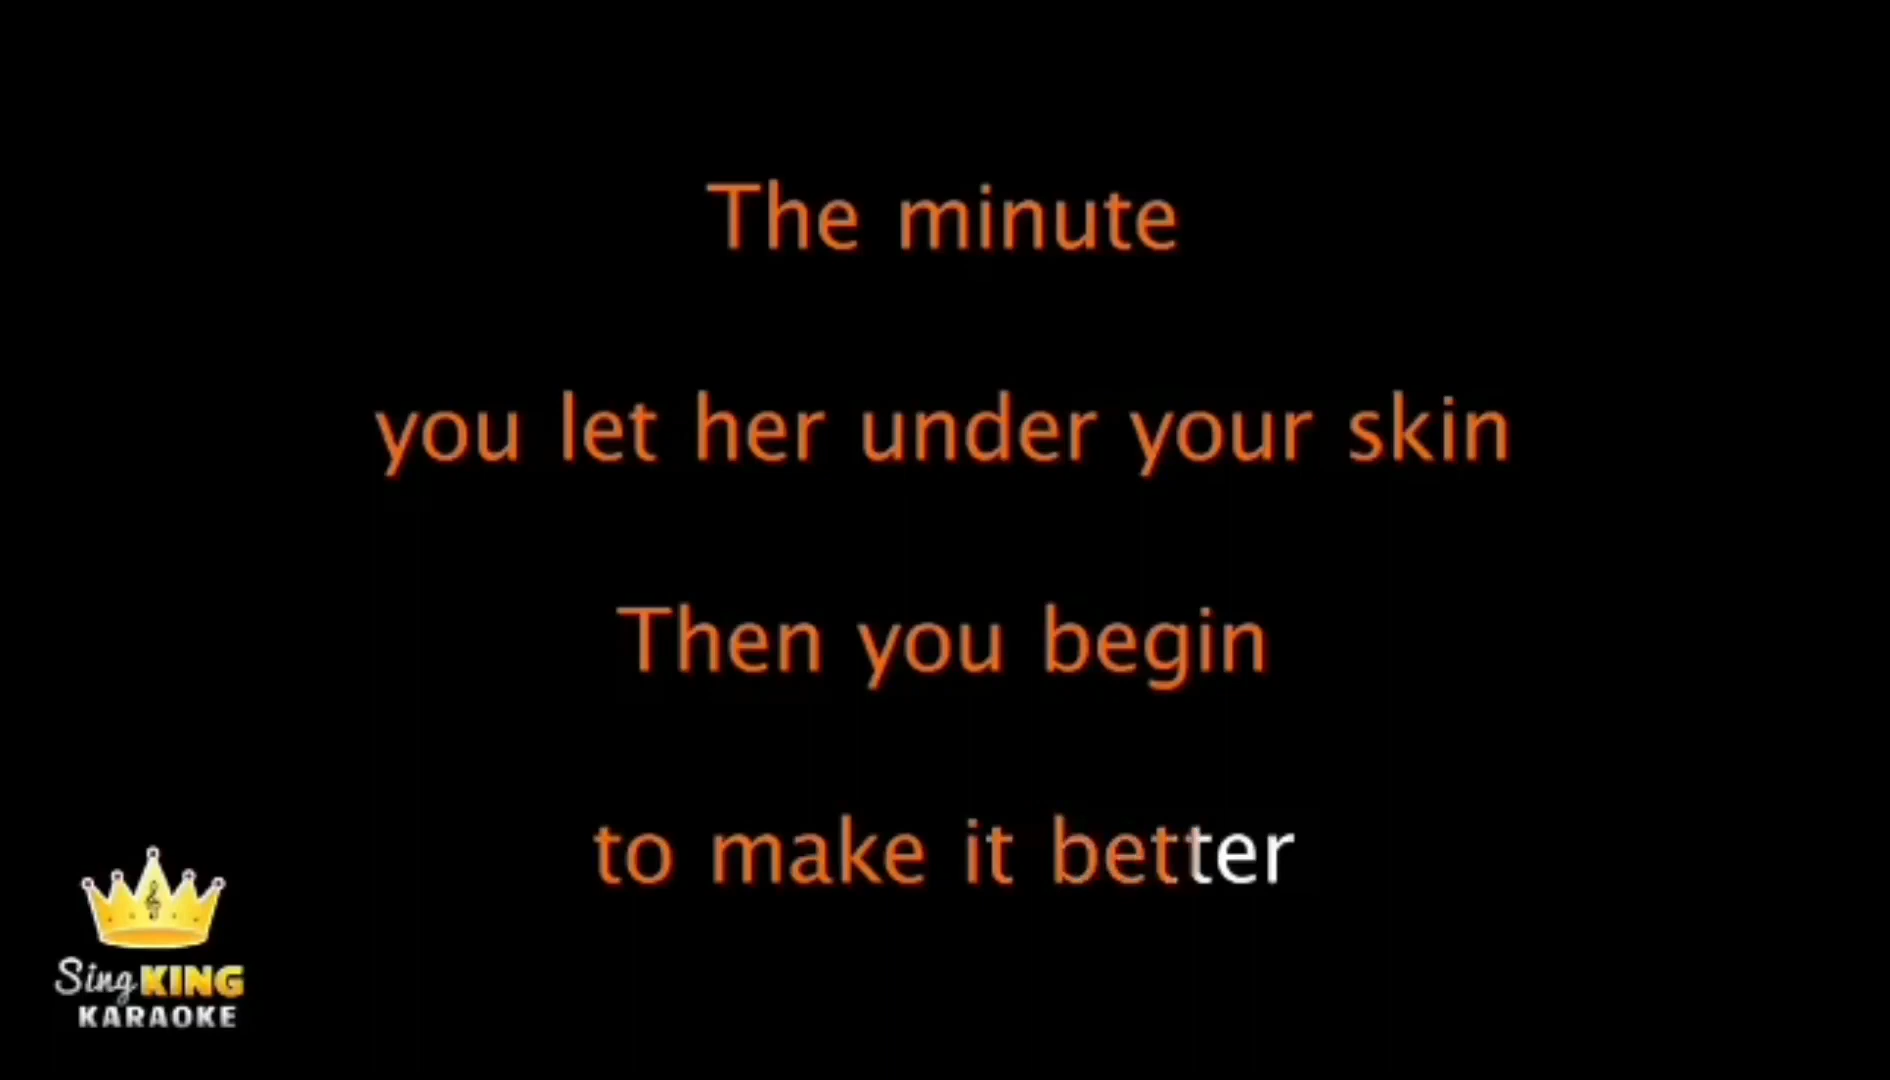 The minute
you let her under your skin
Then you begin
to make it better
Sing KING
KARAOKE